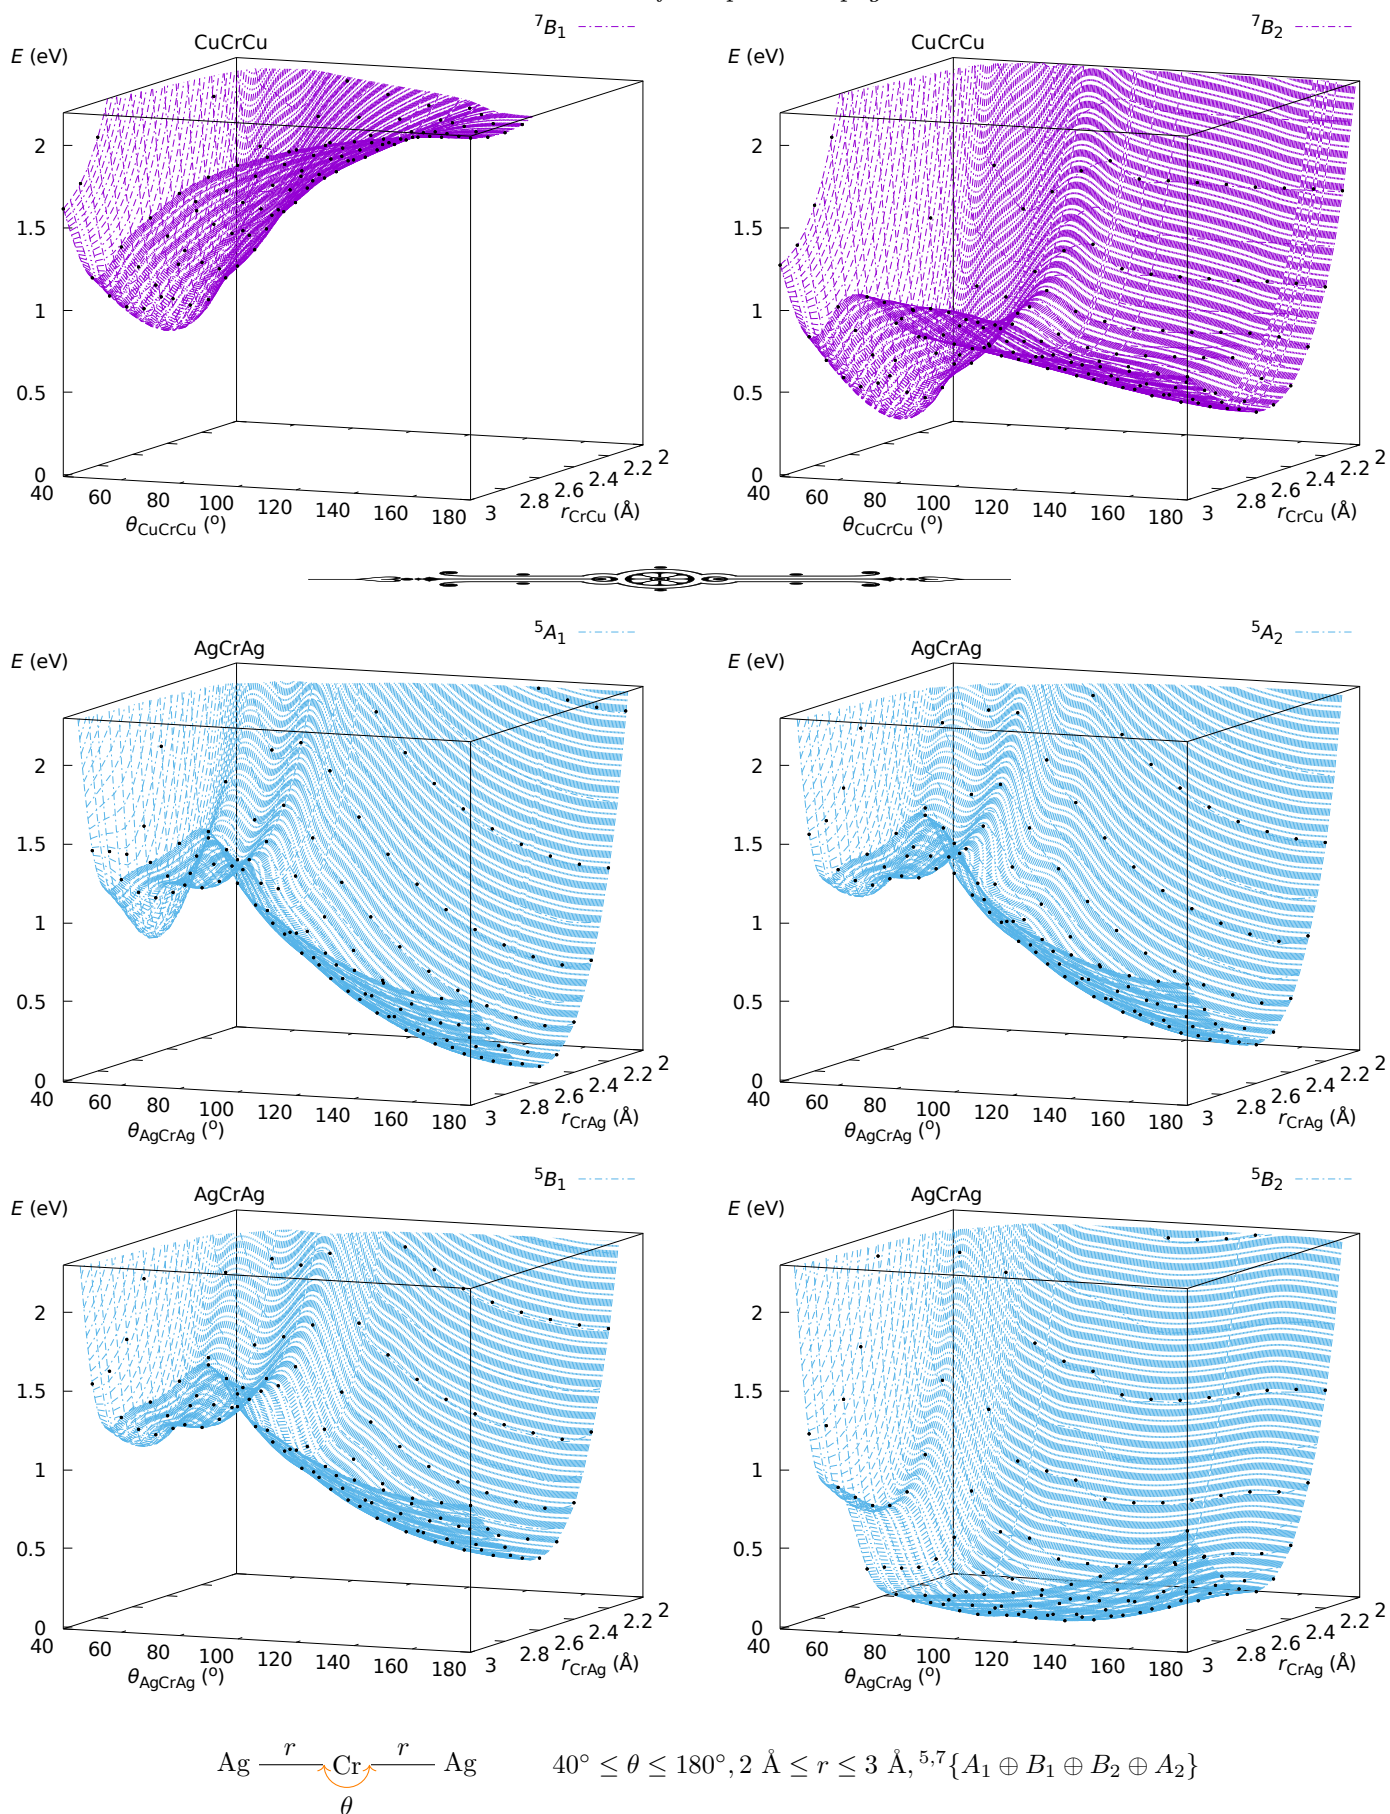 CuCrCu
⁷B₁
E (eV)
2
1.5
1
0.5
0
40 60 80 100 120 140 160 180
θCuCrCu (°)
3 2.8 2.6 2.4 2.2 2
rCrCu (Å)
CuCrCu
⁷B₂
E (eV)
2
1.5
1
0.5
0
40 60 80 100 120 140 160 180
θCuCrCu (°)
3 2.8 2.6 2.4 2.2 2
rCrCu (Å)
AgCrAg
⁵A₁
E (eV)
2
1.5
1
0.5
0
40 60 80 100 120 140 160 180
θAgCrAg (°)
3 2.8 2.6 2.4 2.2 2
rCrAg (Å)
AgCrAg
⁵A₂
E (eV)
2
1.5
1
0.5
0
40 60 80 100 120 140 160 180
θAgCrAg (°)
3 2.8 2.6 2.4 2.2 2
rCrAg (Å)
AgCrAg
⁵B₁
E (eV)
2
1.5
1
0.5
0
40 60 80 100 120 140 160 180
θAgCrAg (°)
3 2.8 2.6 2.4 2.2 2
rCrAg (Å)
AgCrAg
⁵B₂
E (eV)
2
1.5
1
0.5
0
40 60 80 100 120 140 160 180
θAgCrAg (°)
3 2.8 2.6 2.4 2.2 2
rCrAg (Å)
Ag r Cr r Ag
θ
40° ≤ θ ≤ 180°, 2 Å ≤ r ≤ 3 Å, ⁵,⁷{A₁ ⊕ B₁ ⊕ B₂ ⊕ A₂}